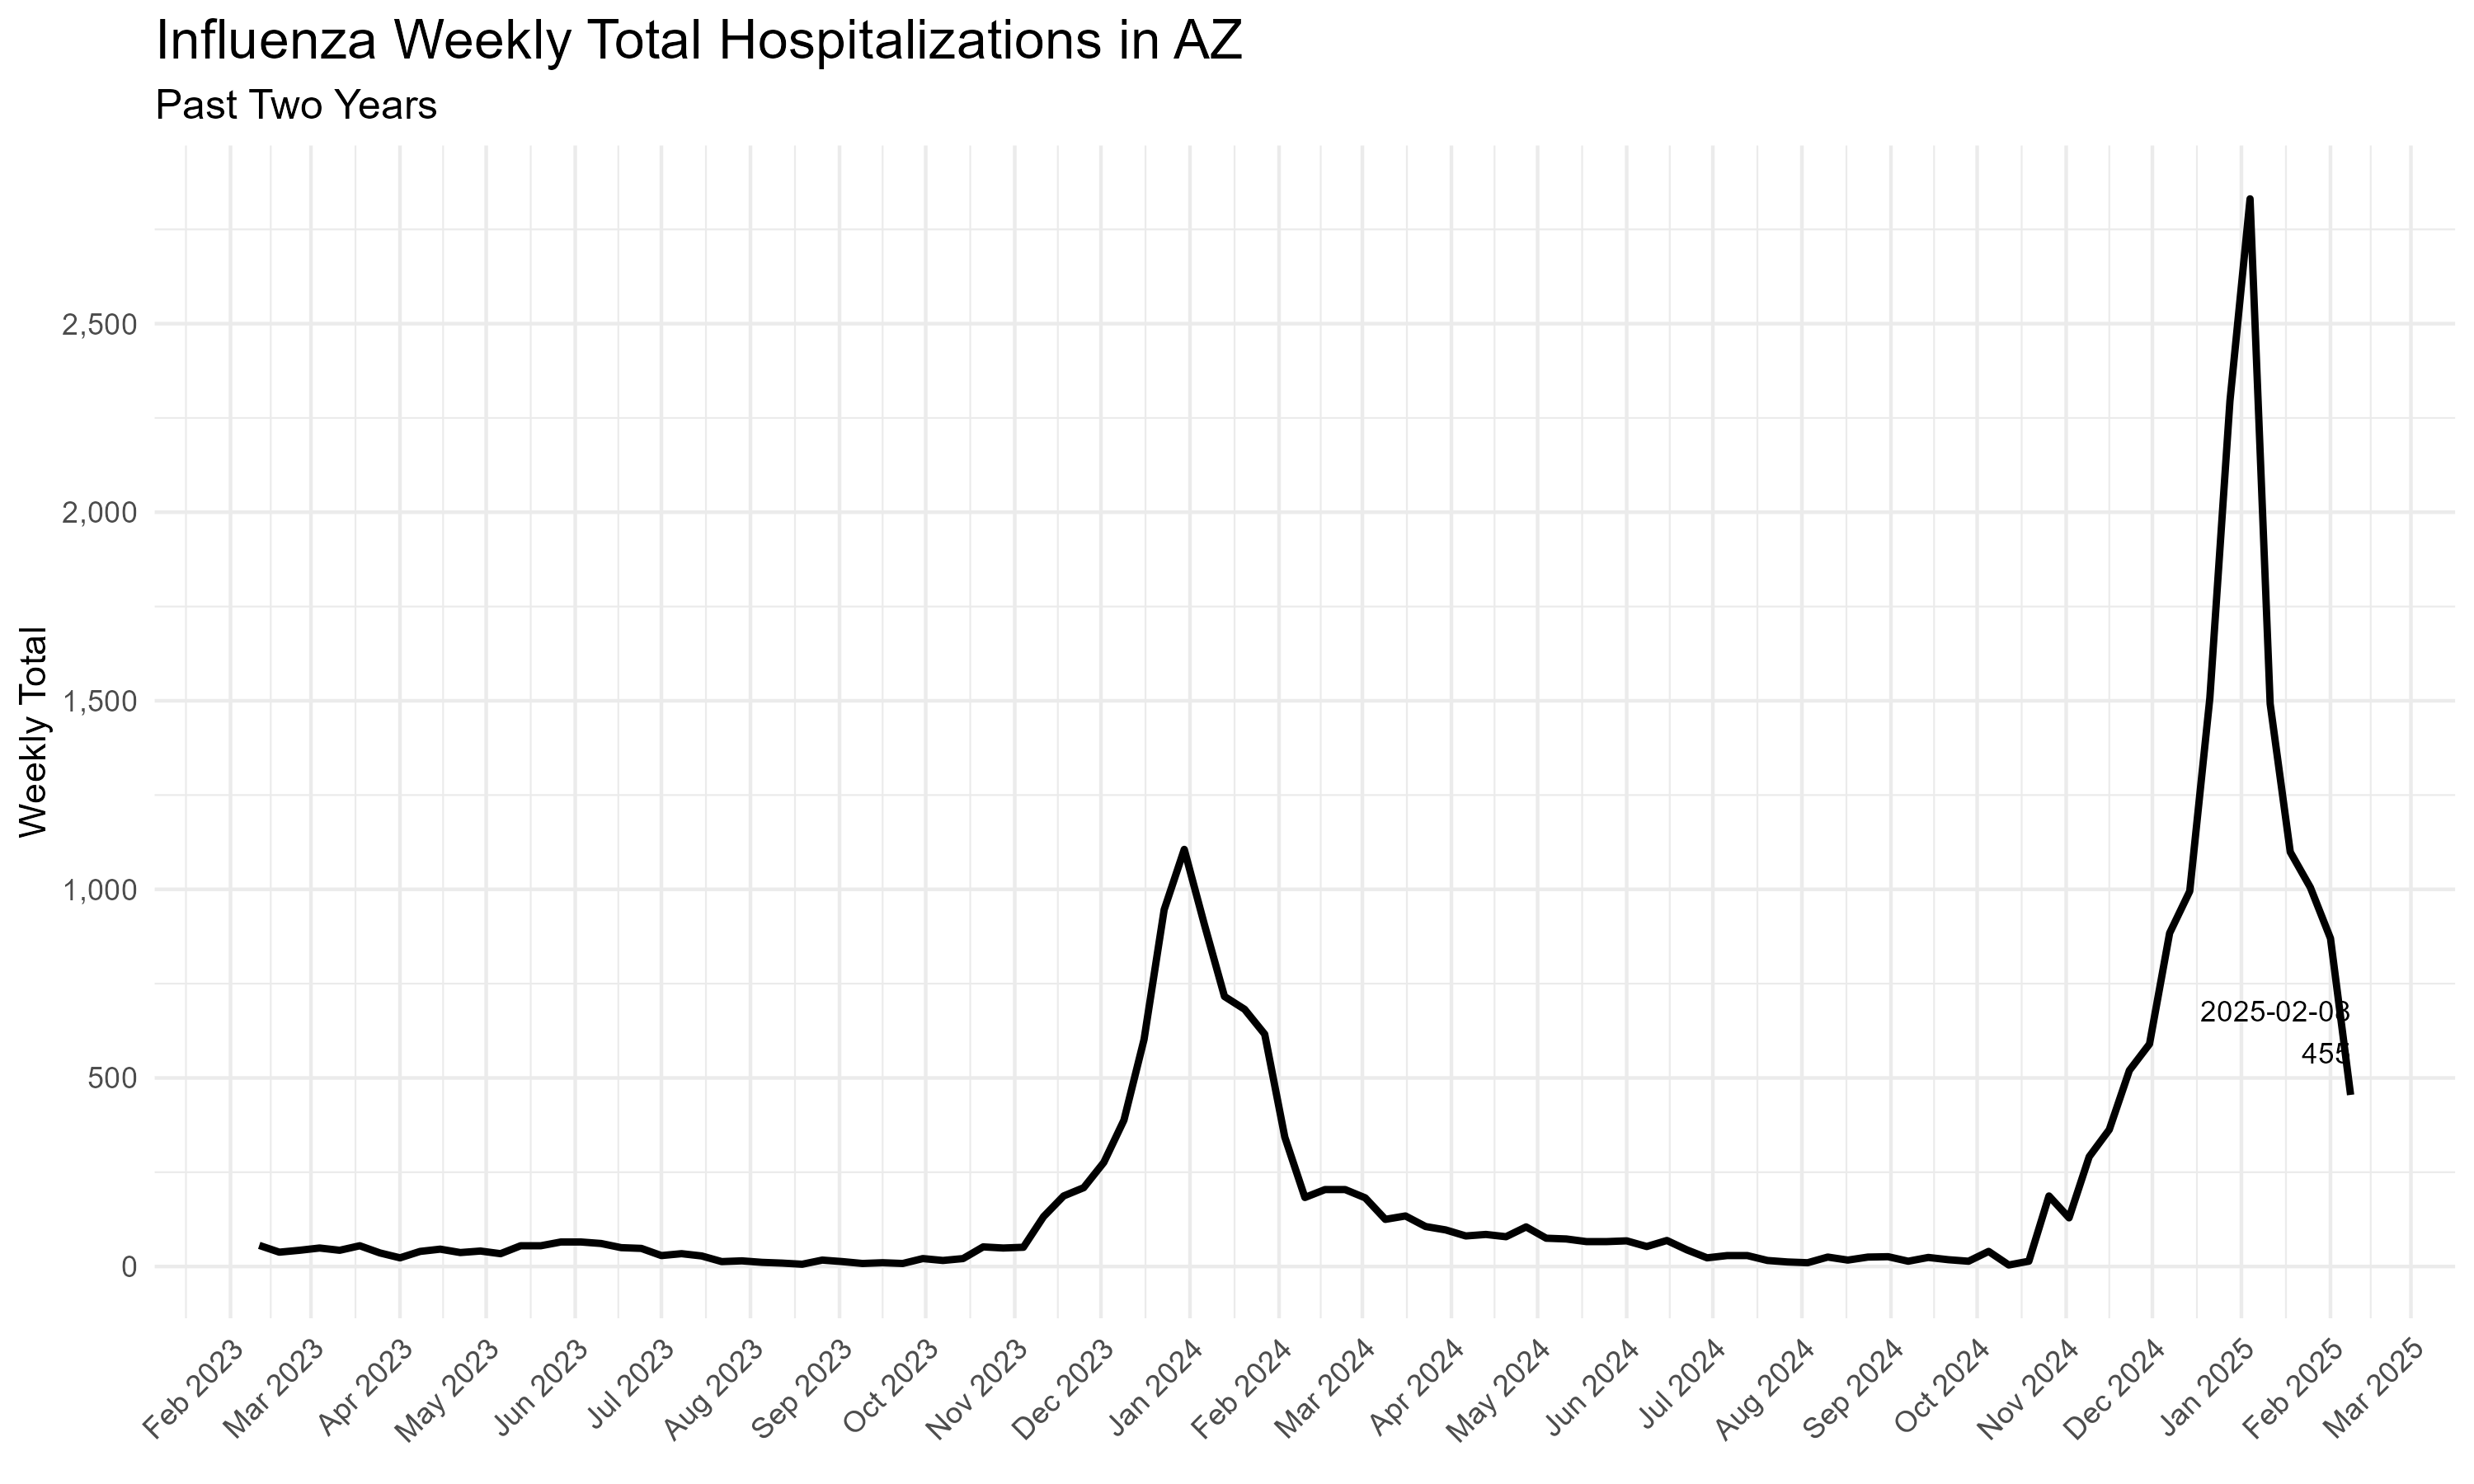 Influenza Weekly Total Hospitalizations in AZ
Past Two Years
Weekly Total
2,500
2,000
1,500
1,000
500
0
2025-02-08
455
Feb 2023
Mar 2023
Apr 2023
May 2023
Jun 2023
Jul 2023
Aug 2023
Sep 2023
Oct 2023
Nov 2023
Dec 2023
Jan 2024
Feb 2024
Mar 2024
Apr 2024
May 2024
Jun 2024
Jul 2024
Aug 2024
Sep 2024
Oct 2024
Nov 2024
Dec 2024
Jan 2025
Feb 2025
Mar 2025